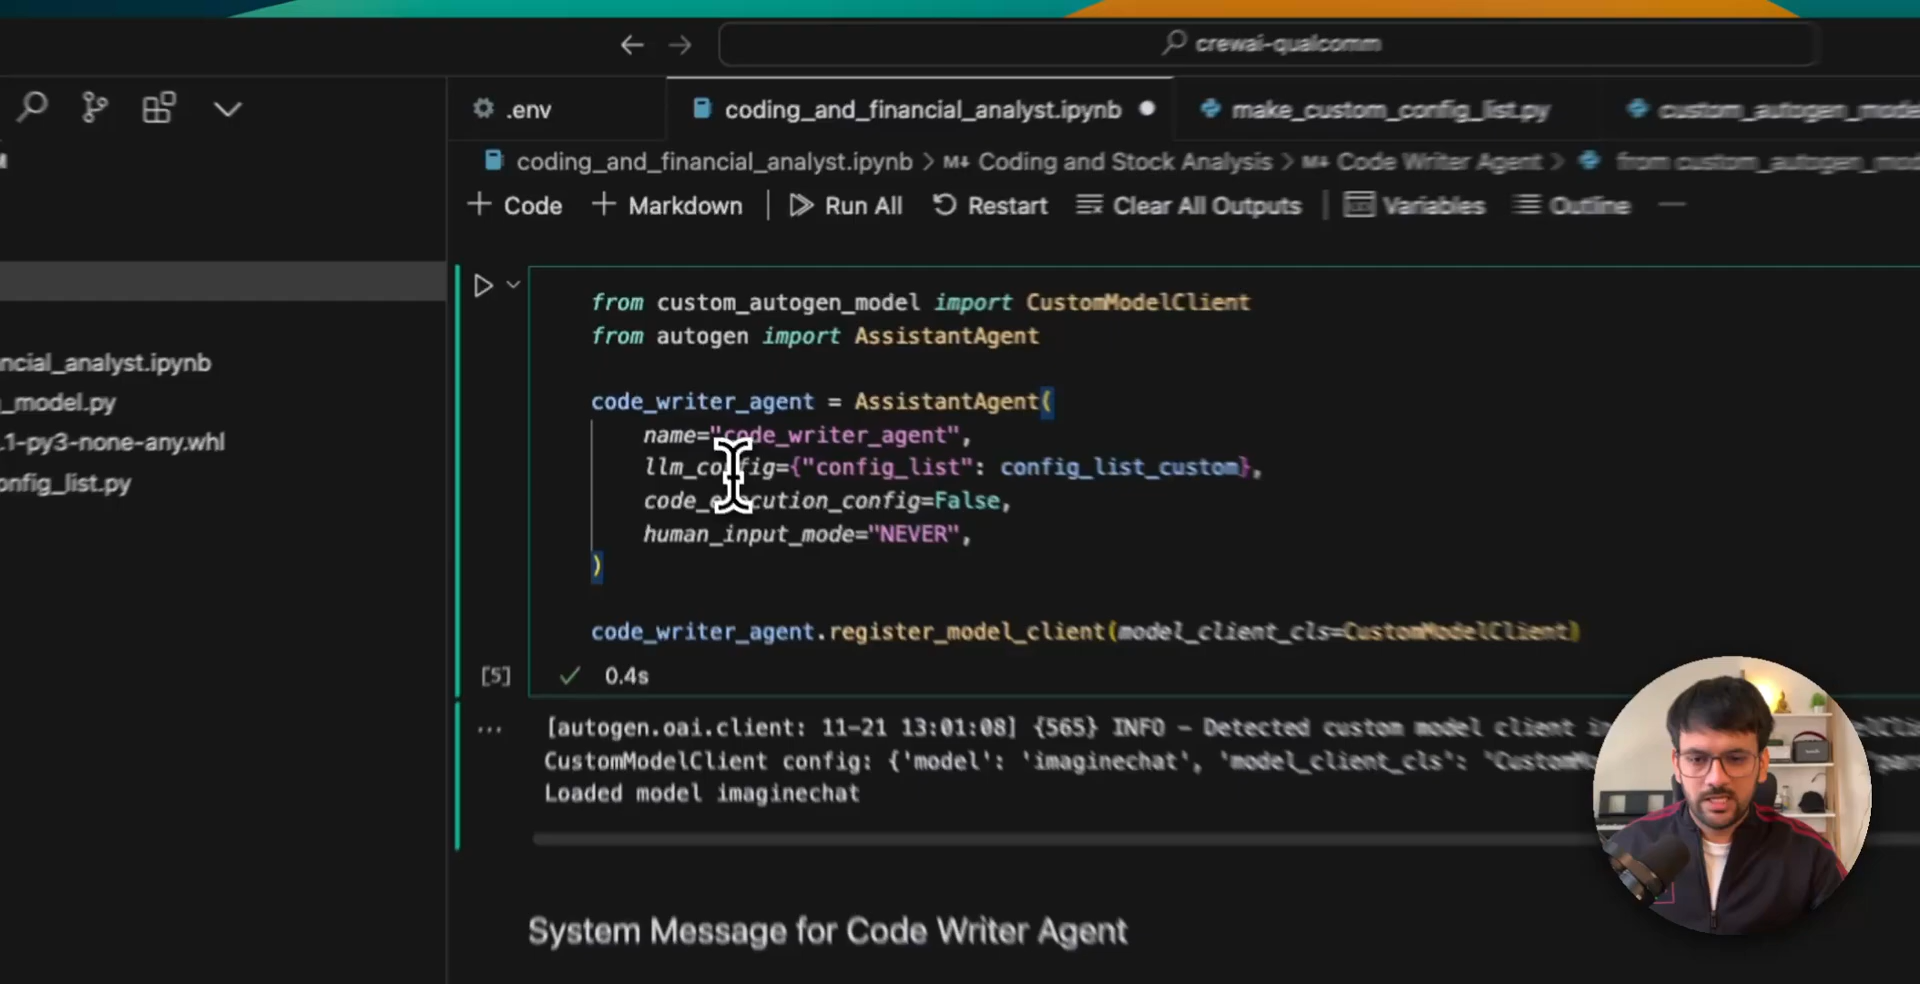 crewai-qualcomm
.env
coding_and_financial_analyst.ipynb
make_custom_config_list.py
coding_and_financial_analyst.ipynb > M↓ Coding and Stock Analysis > M↓ Code Writer Agent >
+ Code + Markdown | Run All Restart Clear All Outputs | Variables Outline
ncial_analyst.ipynb
_model.py
.1-py3-none-any.whl
onfig_list.py
from custom_autogen_model import CustomModelClient
from autogen import AssistantAgent
code_writer_agent = AssistantAgent(
name="code_writer_agent",
llm_config={"config_list": config_list_custom},
code_execution_config=False,
human_input_mode="NEVER",
)
code_writer_agent.register_model_client(model_client_cls=CustomModelClient)
[5] ✓ 0.4s
[autogen.oai.client: 11-21 13:01:08] {565} INFO - Detected custom model client
CustomModelClient config: {'model': 'imaginechat', 'model_client_cls':
Loaded model imaginechat
System Message for Code Writer Agent